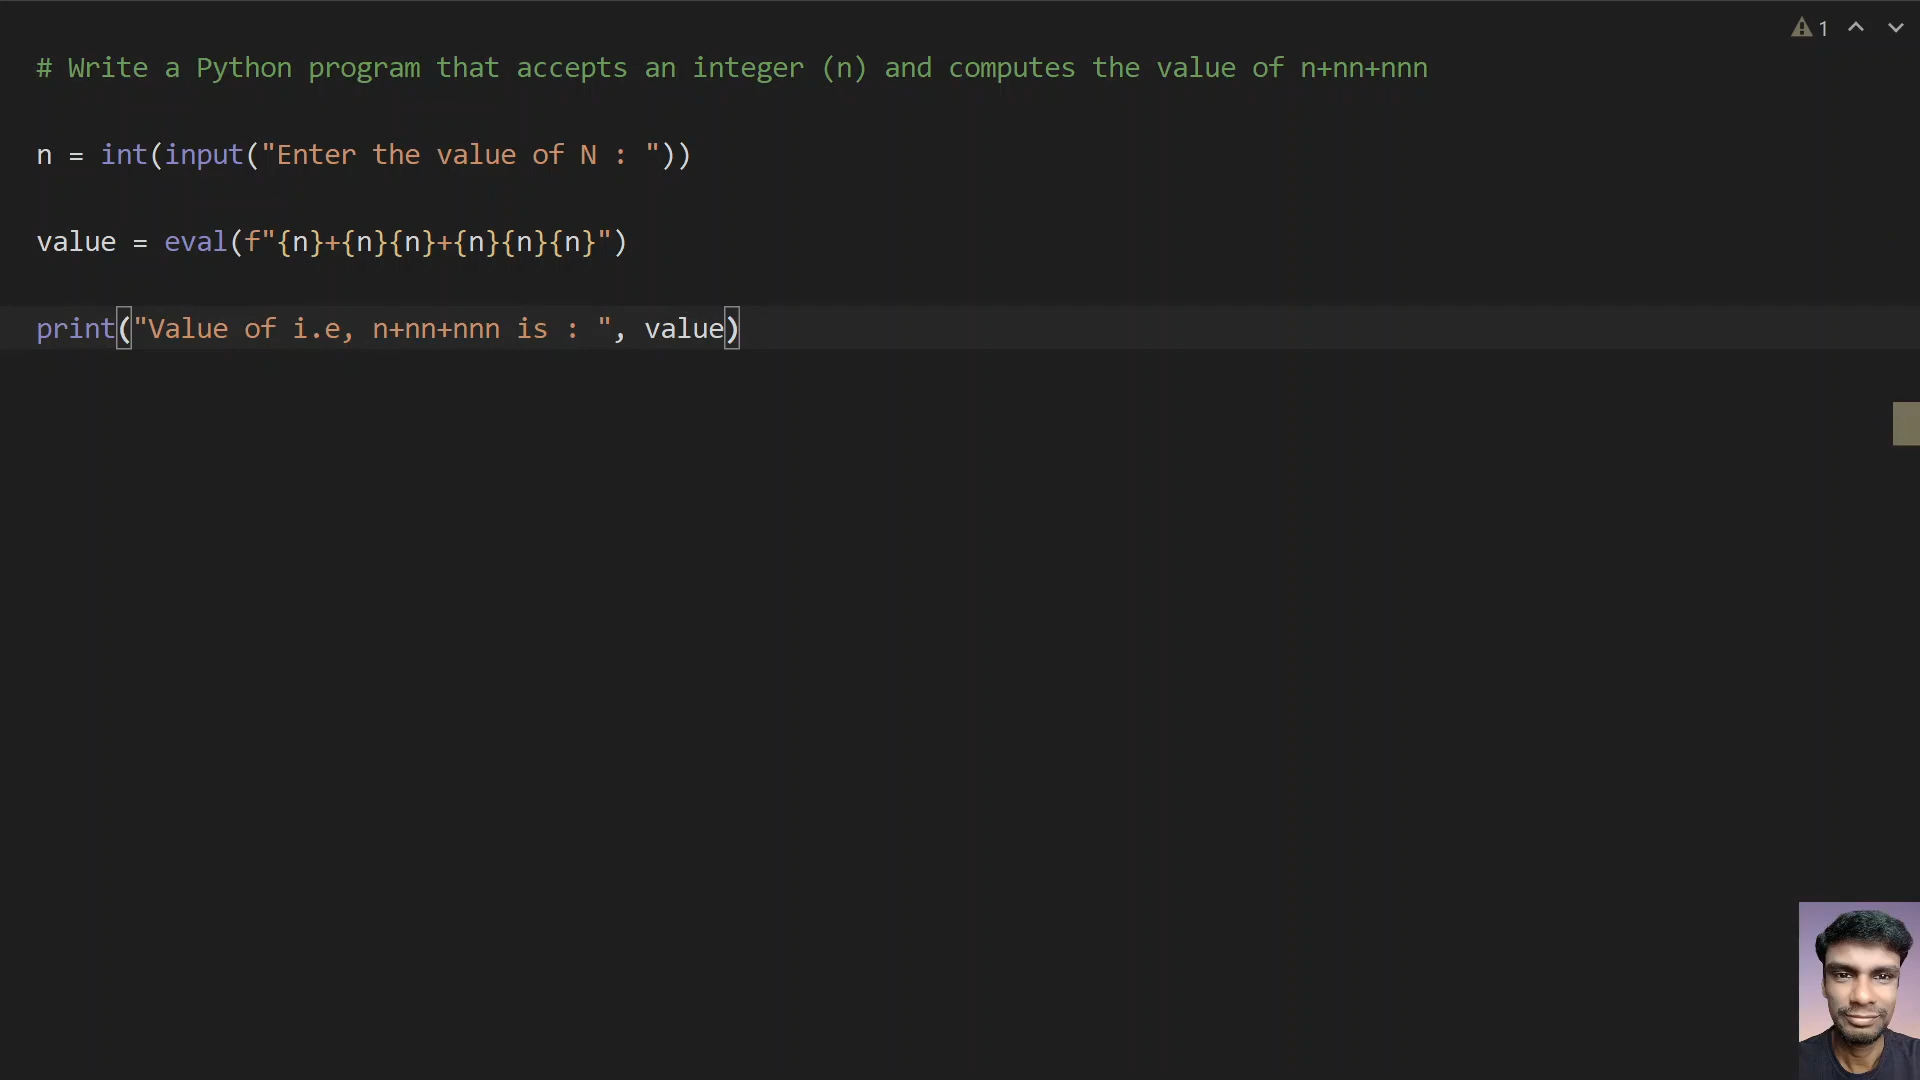 1
# Write a Python program that accepts an integer (n) and computes the value of n+nn+nnn
n = int(input("Enter the value of N : "))
value = eval(f"{n}+{n}{n}+{n}{n}{n}")
print("Value of i.e, n+nn+nnn is : ", value)